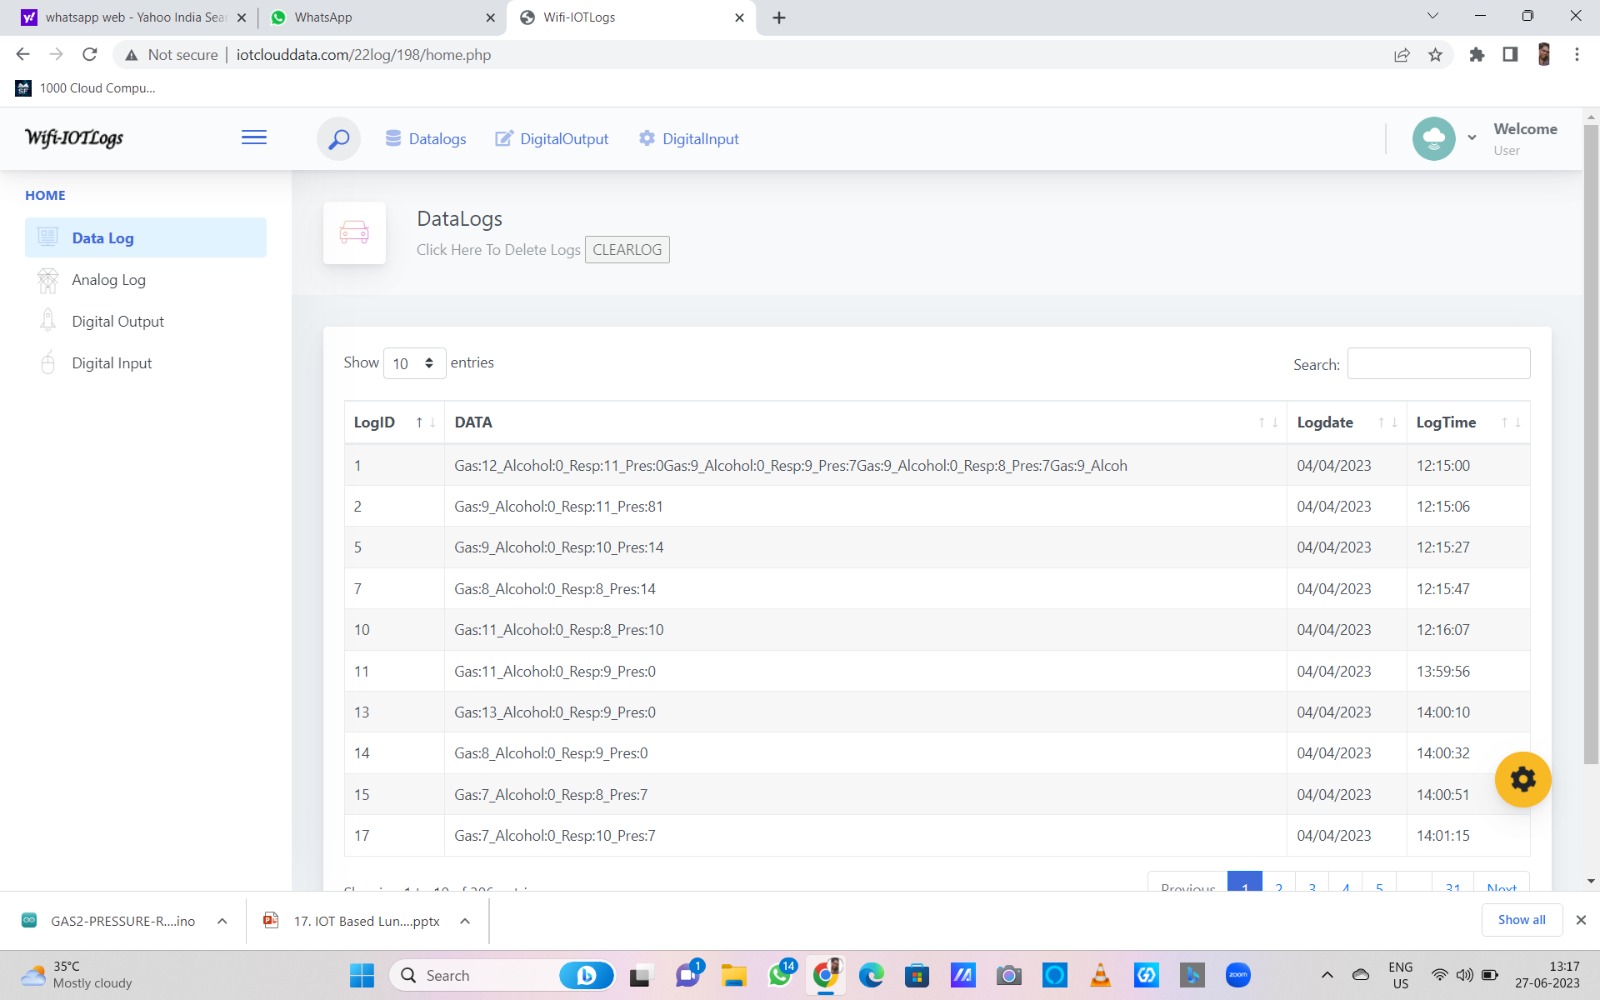 whatsapp web - Yahoo India Sea
WhatsApp
Wifi-IOTLogs
Not secure
iotclouddata.com/22log/198/home.php
1000 Cloud Compu...
Wifi-IOTLogs
Datalogs
DigitalOutput
DigitalInput
Welcome
User
HOME
Data Log
Analog Log
Digital Output
Digital Input
DataLogs
Click Here To Delete Logs CLEARLOG
Show 10 entries
Search:
LogID DATA Logdate LogTime
1 Gas:12_Alcohol:0_Resp:11_Pres:0Gas:9_Alcohol:0_Resp:9_Pres:7Gas:9_Alcohol:0_Resp:8_Pres:7Gas:9_Alcoh 04/04/2023 12:15:00
2 Gas:9_Alcohol:0_Resp:11_Pres:81 04/04/2023 12:15:06
5 Gas:9_Alcohol:0_Resp:10_Pres:14 04/04/2023 12:15:27
7 Gas:8_Alcohol:0_Resp:8_Pres:14 04/04/2023 12:15:47
10 Gas:11_Alcohol:0_Resp:8_Pres:10 04/04/2023 12:16:07
11 Gas:11_Alcohol:0_Resp:9_Pres:0 04/04/2023 13:59:56
13 Gas:13_Alcohol:0_Resp:9_Pres:0 04/04/2023 14:00:10
14 Gas:8_Alcohol:0_Resp:9_Pres:0 04/04/2023 14:00:32
15 Gas:7_Alcohol:0_Resp:8_Pres:7 04/04/2023 14:00:51
17 Gas:7_Alcohol:0_Resp:10_Pres:7 04/04/2023 14:01:15
Previous 1 2 3 4 5 31 Next
GAS2-PRESSURE-R....ino
17. IOT Based Lun....pptx
Show all
35°C
Mostly cloudy
Search
1
14
zoom
ENG
US
13:17
27-06-2023